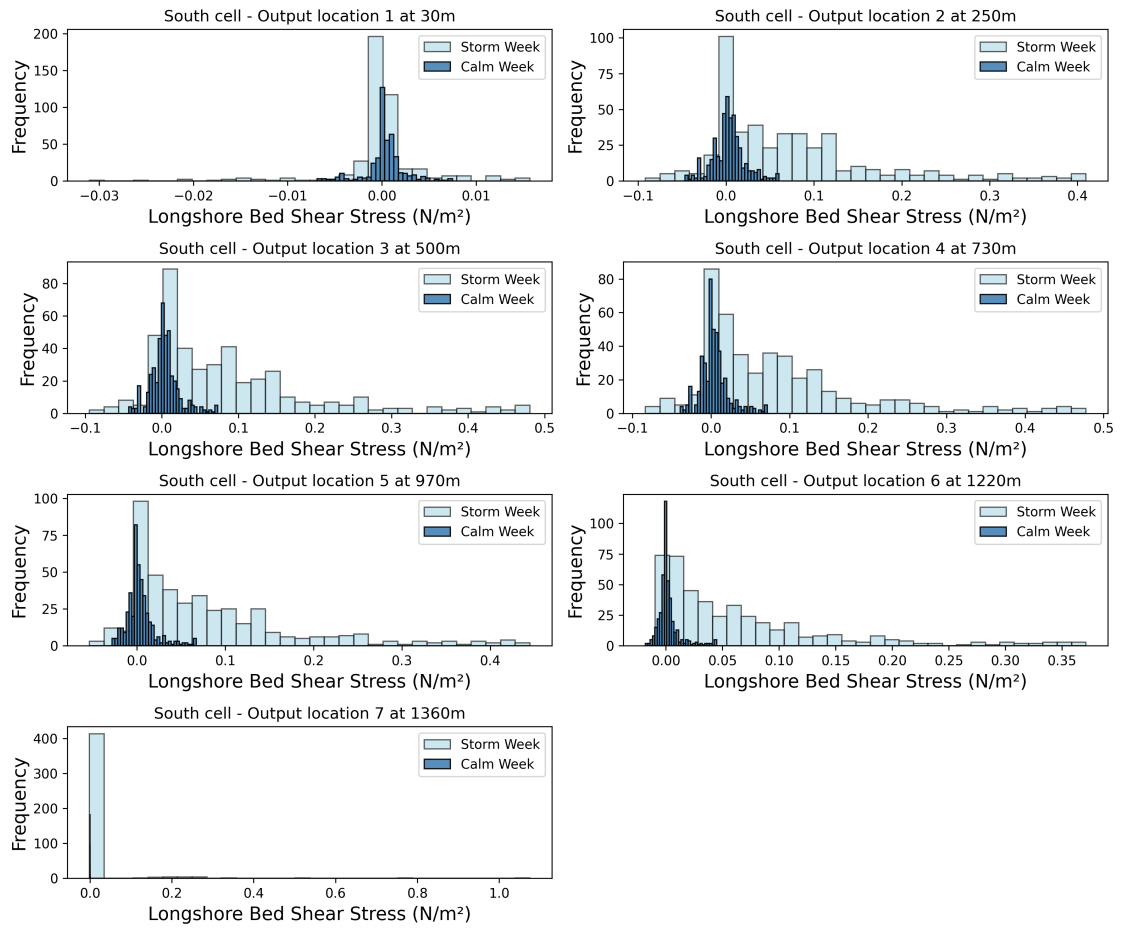 South cell - Output location 1 at 30m
Frequency
200
150
100
50
0
−0.03
−0.02
−0.01
0.00
0.01
Longshore Bed Shear Stress (N/m²)
Storm Week
Calm Week
South cell - Output location 2 at 250m
Frequency
100
75
50
25
0
−0.1
0.0
0.1
0.2
0.3
0.4
Longshore Bed Shear Stress (N/m²)
Storm Week
Calm Week
South cell - Output location 3 at 500m
Frequency
80
60
40
20
0
−0.1
0.0
0.1
0.2
0.3
0.4
0.5
Longshore Bed Shear Stress (N/m²)
Storm Week
Calm Week
South cell - Output location 4 at 730m
Frequency
80
60
40
20
0
−0.1
0.0
0.1
0.2
0.3
0.4
0.5
Longshore Bed Shear Stress (N/m²)
Storm Week
Calm Week
South cell - Output location 5 at 970m
Frequency
100
75
50
25
0
0.0
0.1
0.2
0.3
0.4
Longshore Bed Shear Stress (N/m²)
Storm Week
Calm Week
South cell - Output location 6 at 1220m
Frequency
100
75
50
25
0
0.00
0.05
0.10
0.15
0.20
0.25
0.30
0.35
Longshore Bed Shear Stress (N/m²)
Storm Week
Calm Week
South cell - Output location 7 at 1360m
Frequency
400
300
200
100
0
0.0
0.2
0.4
0.6
0.8
1.0
Longshore Bed Shear Stress (N/m²)
Storm Week
Calm Week